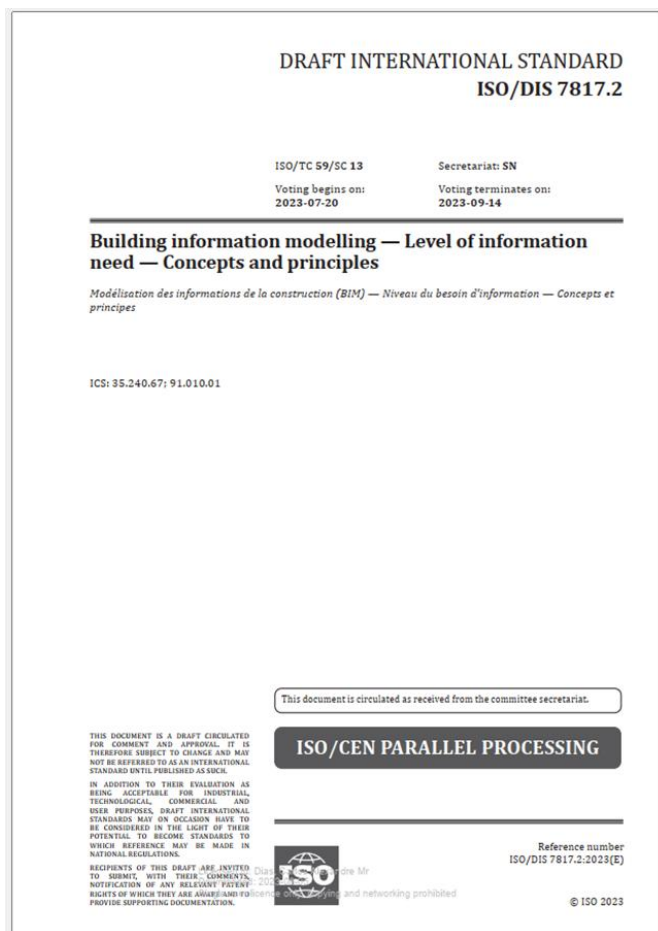 DRAFT INTERNATIONAL STANDARD
ISO/DIS 7817.2
ISO/TC 59/SC 13
Secretariat: SN
Voting begins on:
2023-07-20
Voting terminates on:
2023-09-14
Building information modelling — Level of information
need — Concepts and principles
Modélisation des informations de la construction (BIM) — Niveau du besoin d'information — Concepts et
principes
ICS: 35.240.67; 91.010.01
This document is circulated as received from the committee secretariat.
THIS DOCUMENT IS A DRAFT CIRCULATED
FOR COMMENT AND APPROVAL. IT IS
THEREFORE SUBJECT TO CHANGE AND MAY
NOT BE REFERRED TO AS AN INTERNATIONAL
STANDARD UNTIL PUBLISHED AS SUCH.
IN ADDITION TO THEIR EVALUATION AS
BEING ACCEPTABLE FOR INDUSTRIAL,
TECHNOLOGICAL, COMMERCIAL AND
USER PURPOSES, DRAFT INTERNATIONAL
STANDARDS MAY ON OCCASION HAVE TO
BE CONSIDERED IN THE LIGHT OF THEIR
POTENTIAL TO BECOME STANDARDS TO
WHICH REFERENCE MAY BE MADE IN
NATIONAL REGULATIONS.
RECIPIENTS OF THIS DRAFT ARE INVITED
TO SUBMIT, WITH THEIR COMMENTS,
NOTIFICATION OF ANY RELEVANT PATENT
RIGHTS OF WHICH THEY ARE AWARE AND TO
PROVIDE SUPPORTING DOCUMENTATION.
ISO/CEN PARALLEL PROCESSING
ISO
Dias
Mr
and networking prohibited
Reference number
ISO/DIS 7817.2:2023(E)
© ISO 2023